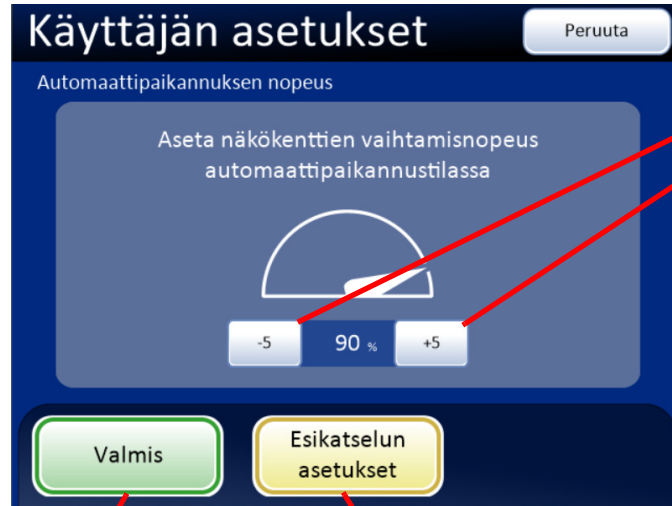 Käyttäjän asetukset
Peruuta
Automaattipaikannuksen nopeus
Aseta näkökenttien vaihtamisnopeus
automaattipaikannustilassa
-5
90 %
+5
Valmis
Esikatselun
asetukset